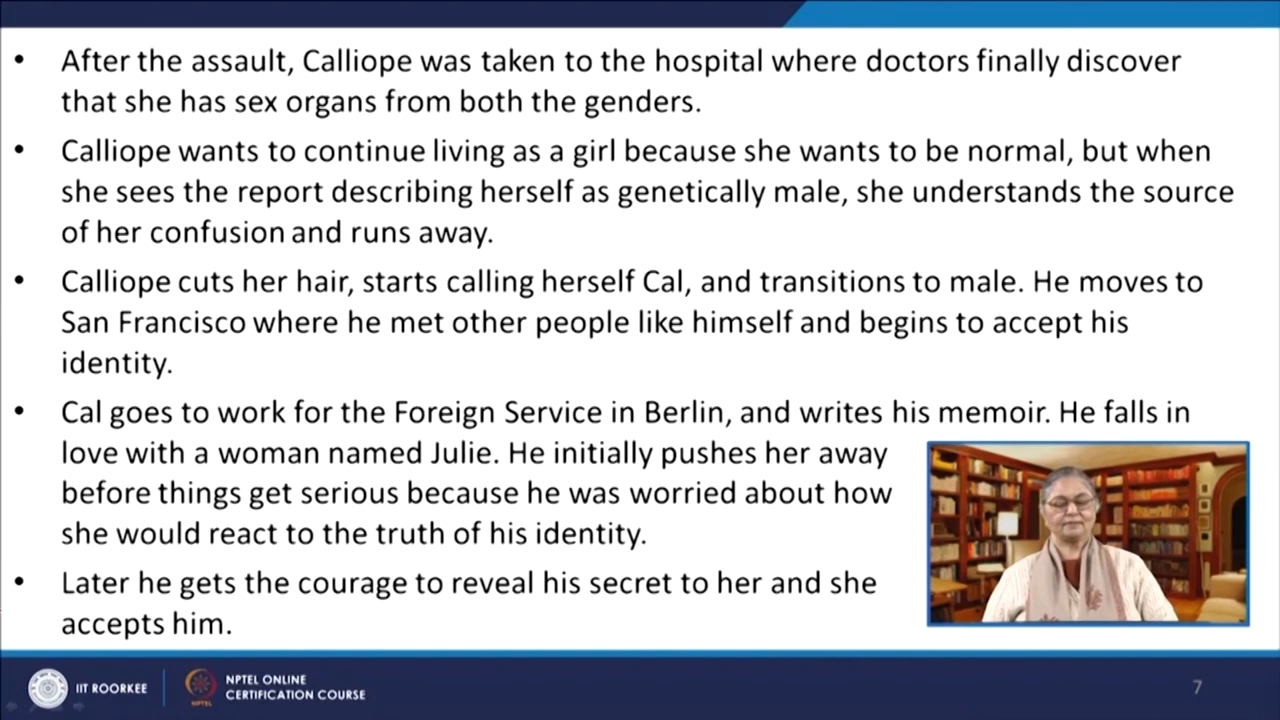 • After the assault, Calliope was taken to the hospital where doctors finally discover
that she has sex organs from both the genders.
• Calliope wants to continue living as a girl because she wants to be normal, but when
she sees the report describing herself as genetically male, she understands the source
of her confusion and runs away.
• Calliope cuts her hair, starts calling herself Cal, and transitions to male. He moves to
San Francisco where he met other people like himself and begins to accept his
identity.
• Cal goes to work for the Foreign Service in Berlin, and writes his memoir. He falls in
love with a woman named Julie. He initially pushes her away
before things get serious because he was worried about how
she would react to the truth of his identity.
• Later he gets the courage to reveal his secret to her and she
accepts him.
IIT ROORKEE
NPTEL
NPTEL ONLINE
CERTIFICATION COURSE
7